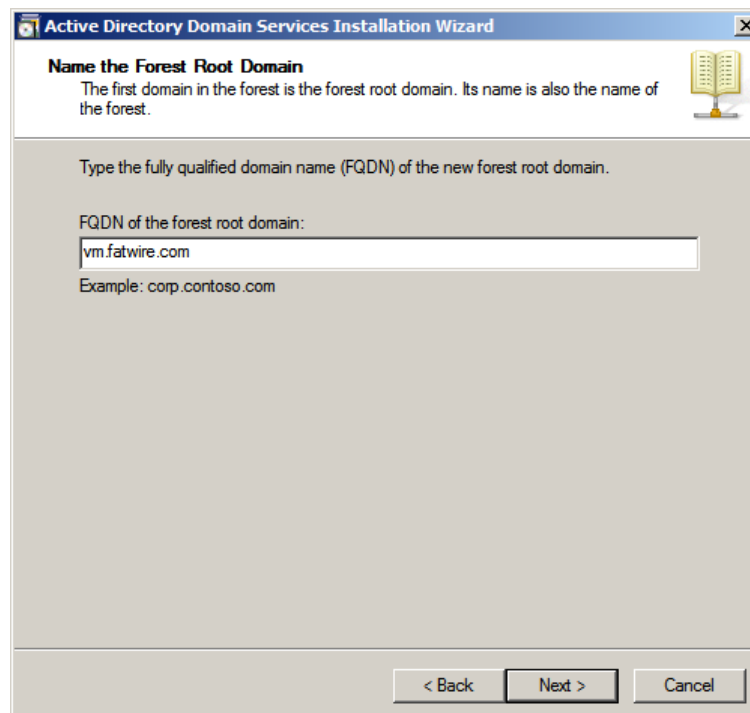 Active Directory Domain Services Installation Wizard
Name the Forest Root Domain
The first domain in the forest is the forest root domain. Its name is also the name of
the forest.
Type the fully qualified domain name (FQDN) of the new forest root domain.
FQDN of the forest root domain:
vm.fatwire.com
Example: corp.contoso.com
< Back Next > Cancel